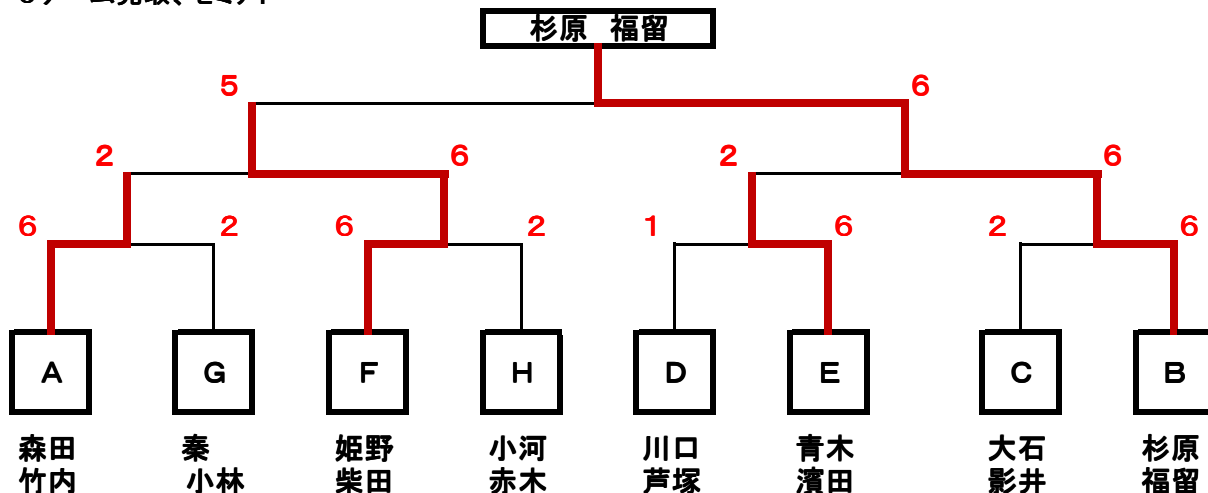 杉原 福留
5 6
2 6 2 6
6 2 6 2 1 6 2 6
A G F H D E C B
森田 秦 姫野 小河 川口 青木 大石 杉原
竹内 小林 柴田 赤木 芦塚 濱田 影井 福留